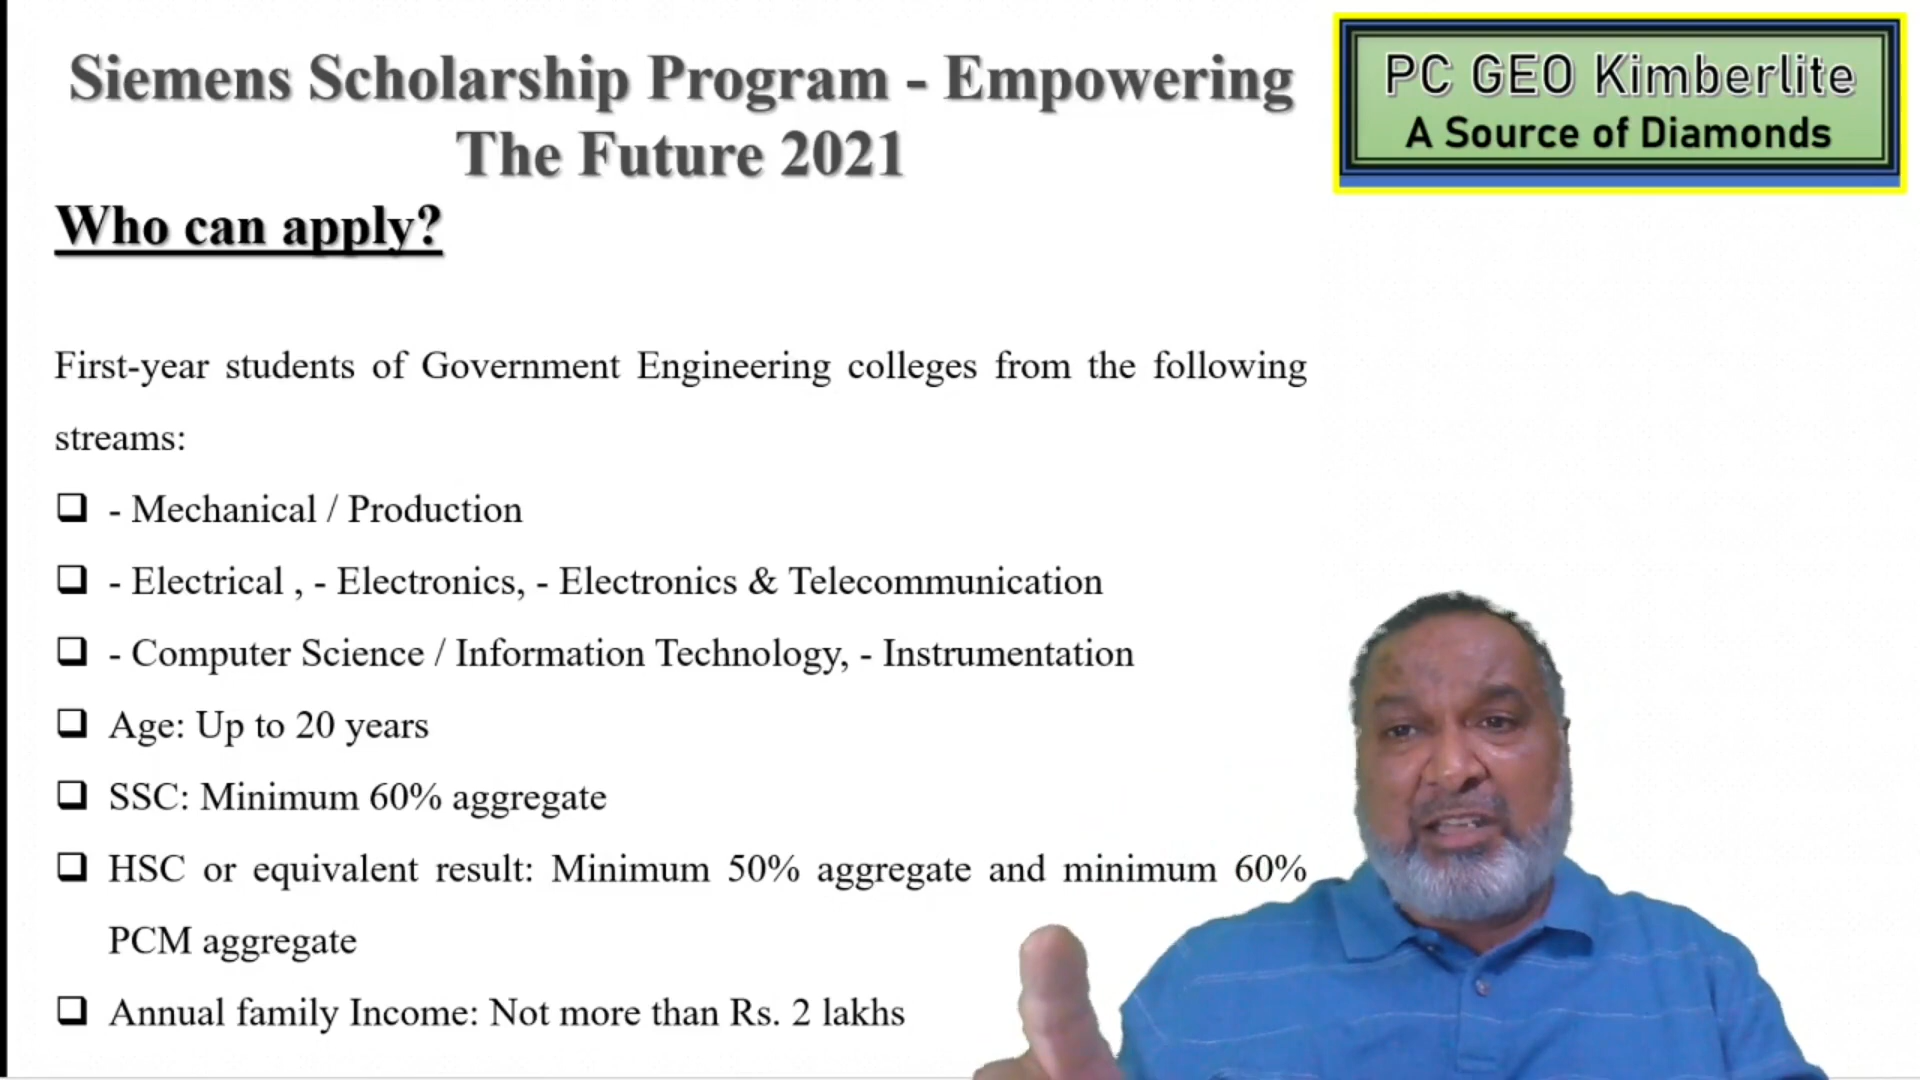 Siemens Scholarship Program - Empowering
The Future 2021
PC GEO Kimberlite
A Source of Diamonds
Who can apply?
First-year students of Government Engineering colleges from the following
streams:
❑ - Mechanical / Production
❑ - Electrical , - Electronics, - Electronics & Telecommunication
❑ - Computer Science / Information Technology, - Instrumentation
❑ Age: Up to 20 years
❑ SSC: Minimum 60% aggregate
❑ HSC or equivalent result: Minimum 50% aggregate and minimum 60%
PCM aggregate
❑ Annual family Income: Not more than Rs. 2 lakhs